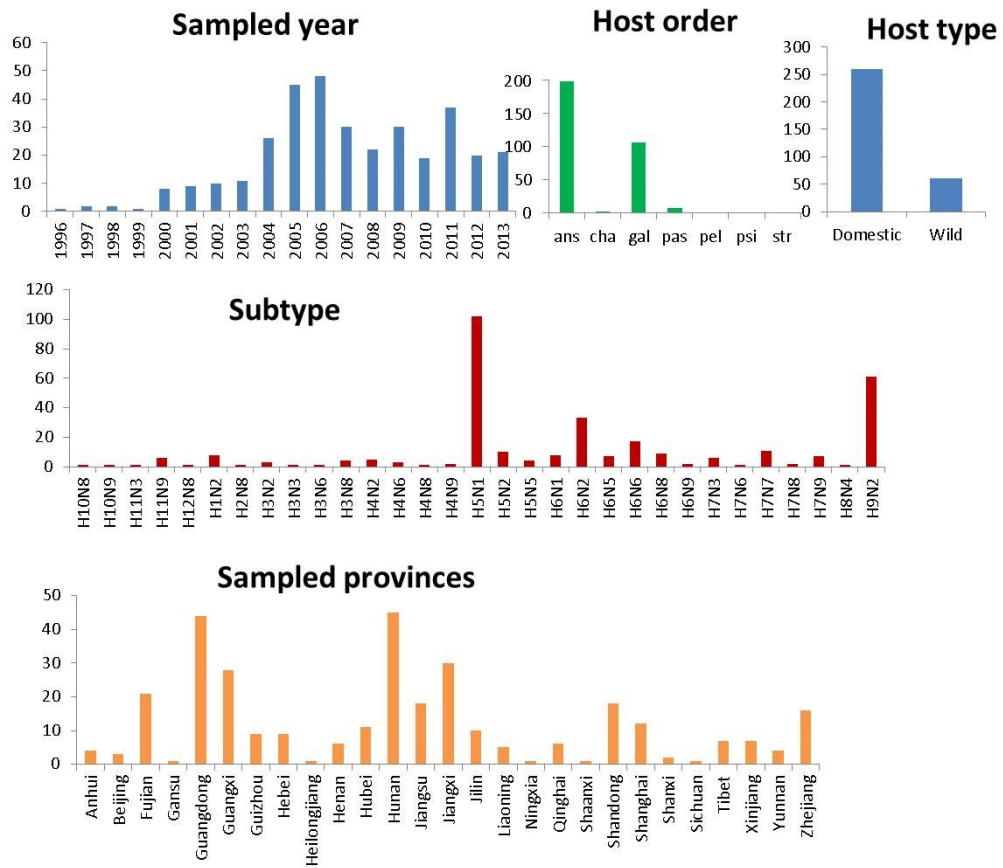 Sampled year
60
50
40
30
20
10
0
1996
1997
1998
1999
2000
2001
2002
2003
2004
2005
2006
2007
2008
2009
2010
2011
2012
2013
Host order
200
150
100
50
0
ans cha gal pas pel psi str
Host type
300
250
200
150
100
50
0
Domestic Wild
Subtype
120
100
80
60
40
20
0
H10N8
H10N9
H11N3
H11N9
H12N8
H1N2
H2N8
H3N2
H3N3
H3N6
H3N8
H4N2
H4N6
H4N8
H4N9
H5N1
H5N2
H5N5
H6N1
H6N2
H6N5
H6N6
H6N8
H6N9
H7N3
H7N6
H7N7
H7N8
H7N9
H8N4
H9N2
Sampled provinces
50
40
30
20
10
0
Anhui
Beijing
Fujian
Gansu
Guangdong
Guangxi
Guizhou
Hebei
Heilongjiang
Henan
Hubei
Hunan
Jiangsu
Jiangxi
Jilin
Liaoning
Ningxia
Qinghai
Shaanxi
Shandong
Shanghai
Shanxi
Sichuan
Tibet
Xinjiang
Yunnan
Zhejiang